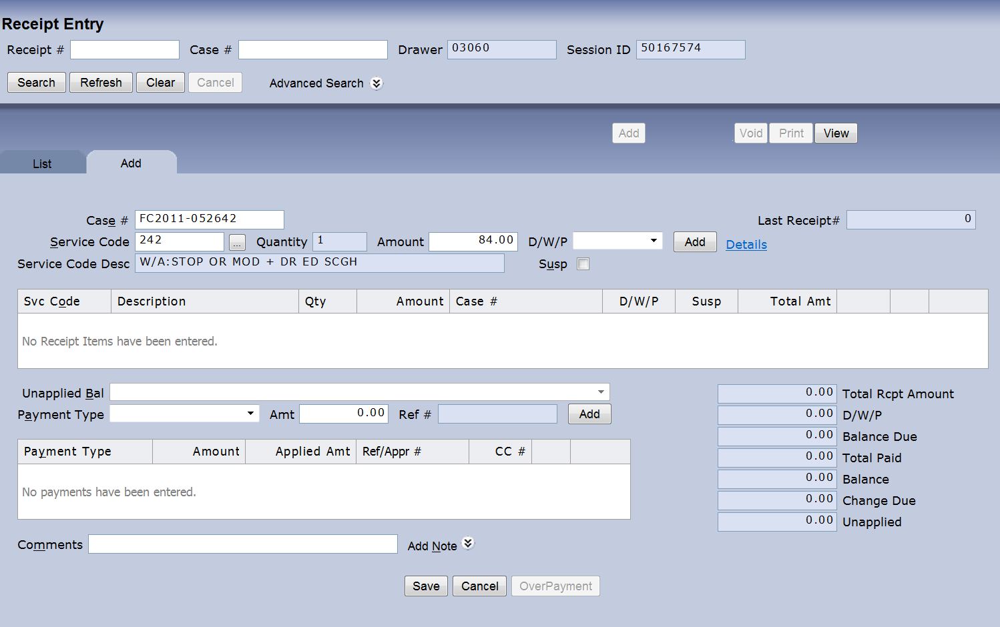 Receipt Entry
Receipt # Case # Drawer 03060 Session ID 50167574
Search Refresh Clear Cancel Advanced Search
Add Void Print View
List Add
Case # FC2011-052642 Last Receipt# 0
Service Code 242 ... Quantity 1 Amount 84.00 D/W/P Add Details
Service Code Desc W/A:STOP OR MOD + DR ED SCGH Susp
Svc Code Description Qty Amount Case # D/W/P Susp Total Amt
No Receipt Items have been entered.
Unapplied Bal
Payment Type Amt 0.00 Ref # Add
Payment Type Amount Applied Amt Ref/Appr # CC #
No payments have been entered.
0.00 Total Rcpt Amount
0.00 D/W/P
0.00 Balance Due
0.00 Total Paid
0.00 Balance
0.00 Change Due
0.00 Unapplied
Comments Add Note
Save Cancel OverPayment